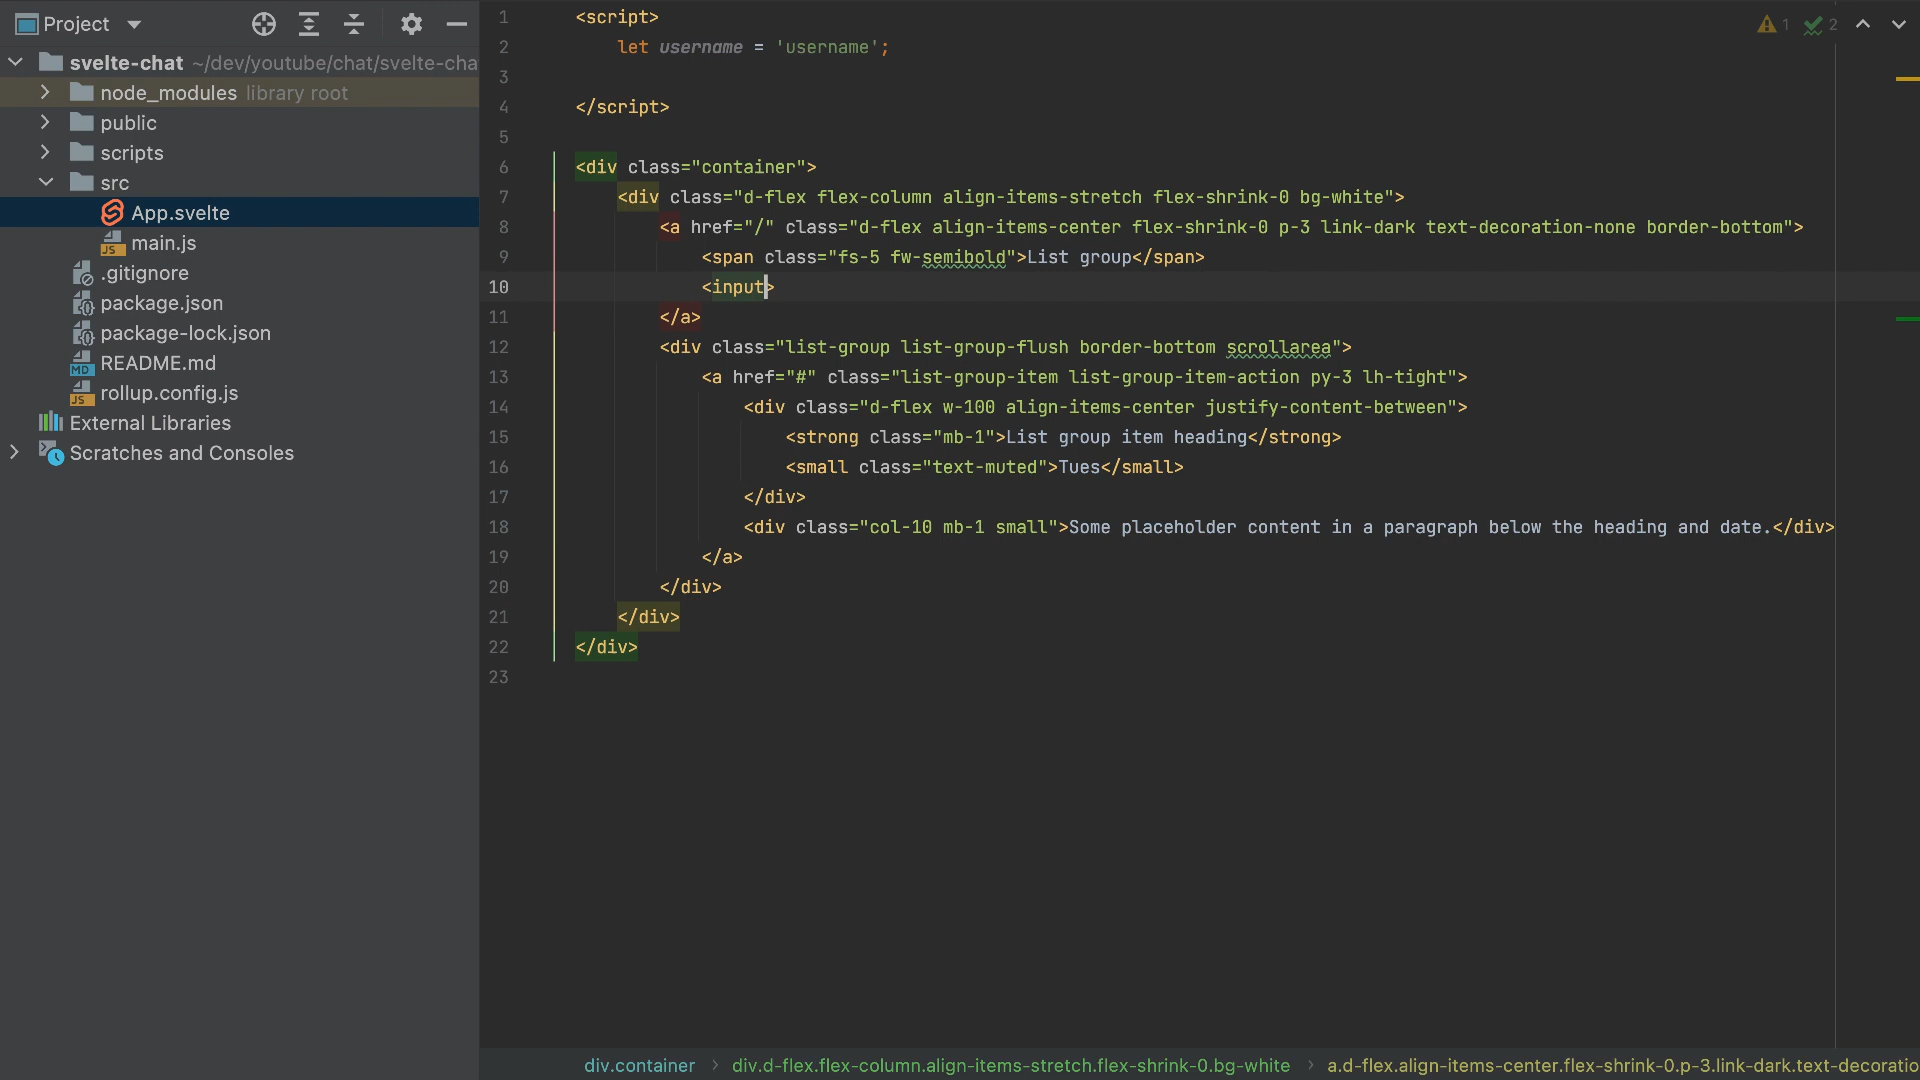 Project
svelte-chat ~/dev/youtube/chat/svelte-cha
node_modules library root
public
scripts
src
App.svelte
main.js
.gitignore
package.json
package-lock.json
README.md
rollup.config.js
External Libraries
Scratches and Consoles
1 <script>
2 let username = 'username';
3
4 </script>
5
6 <div class="container">
7 <div class="d-flex flex-column align-items-stretch flex-shrink-0 bg-white">
8 <a href="/" class="d-flex align-items-center flex-shrink-0 p-3 link-dark text-decoration-none border-bottom">
9 <span class="fs-5 fw-semibold">List group</span>
10 <input>
11 </a>
12 <div class="list-group list-group-flush border-bottom scrollarea">
13 <a href="#" class="list-group-item list-group-item-action py-3 lh-tight">
14 <div class="d-flex w-100 align-items-center justify-content-between">
15 <strong class="mb-1">List group item heading</strong>
16 <small class="text-muted">Tues</small>
17 </div>
18 <div class="col-10 mb-1 small">Some placeholder content in a paragraph below the heading and date.</div>
19 </a>
20 </div>
21 </div>
22 </div>
23
1 2
div.container > div.d-flex.flex-column.align-items-stretch.flex-shrink-0.bg-white > a.d-flex.align-items-center.flex-shrink-0.p-3.link-dark.text-decoratio